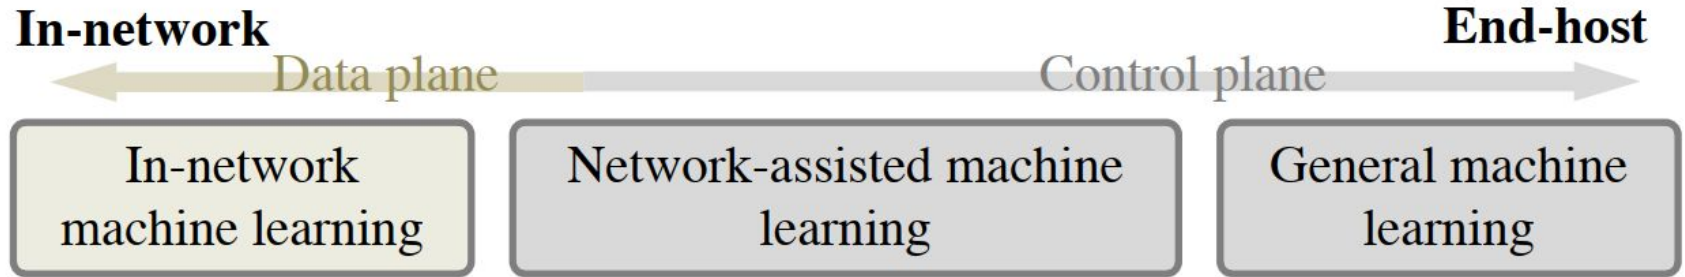 In-network
End-host
Data plane
Control plane
In-network
machine learning
Network-assisted machine
learning
General machine
learning